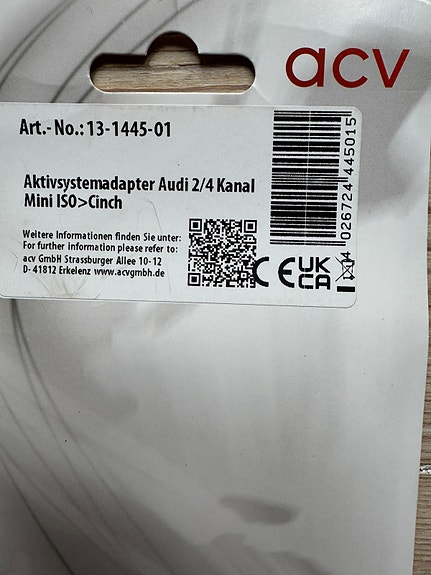 acv
Art.- No.: 13-1445-01
Aktivsystemadapter Audi 2/4 Kanal
Mini ISO>Cinch
Weitere Informationen finden Sie unter:
For further information please refer to:
acv GmbH Strassburger Allee 10-12
D- 41812 Erkelenz www.acvgmbh.de
026724 445015
CE
UK
CA
14